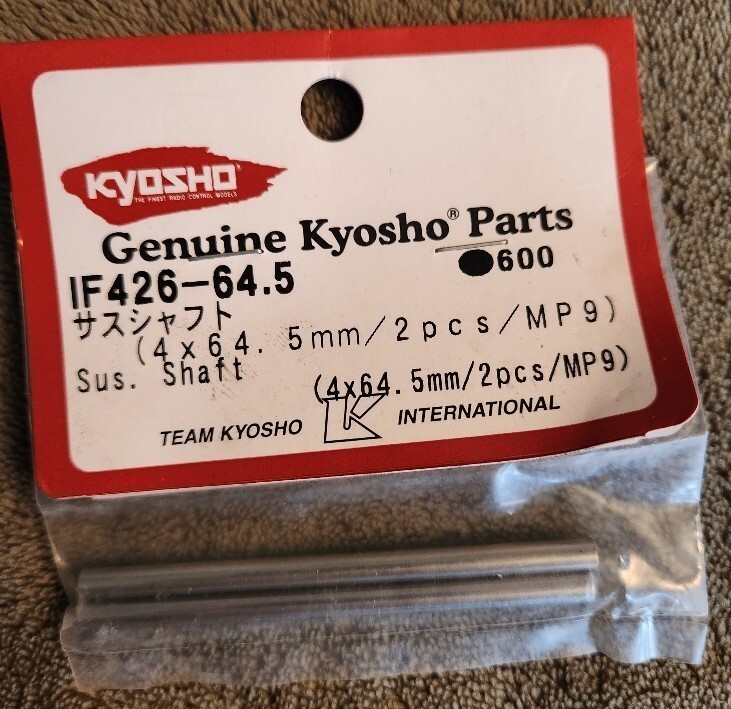 KYOSHO
THE FINEST RADIO CONTROL MODELS
Genuine Kyosho® Parts
IF426-64.5
●600
サスシャフト
(4x64.5mm/2pcs/MP9)
Sus. Shaft
(4x64.5mm/2pcs/MP9)
TEAM KYOSHO K INTERNATIONAL